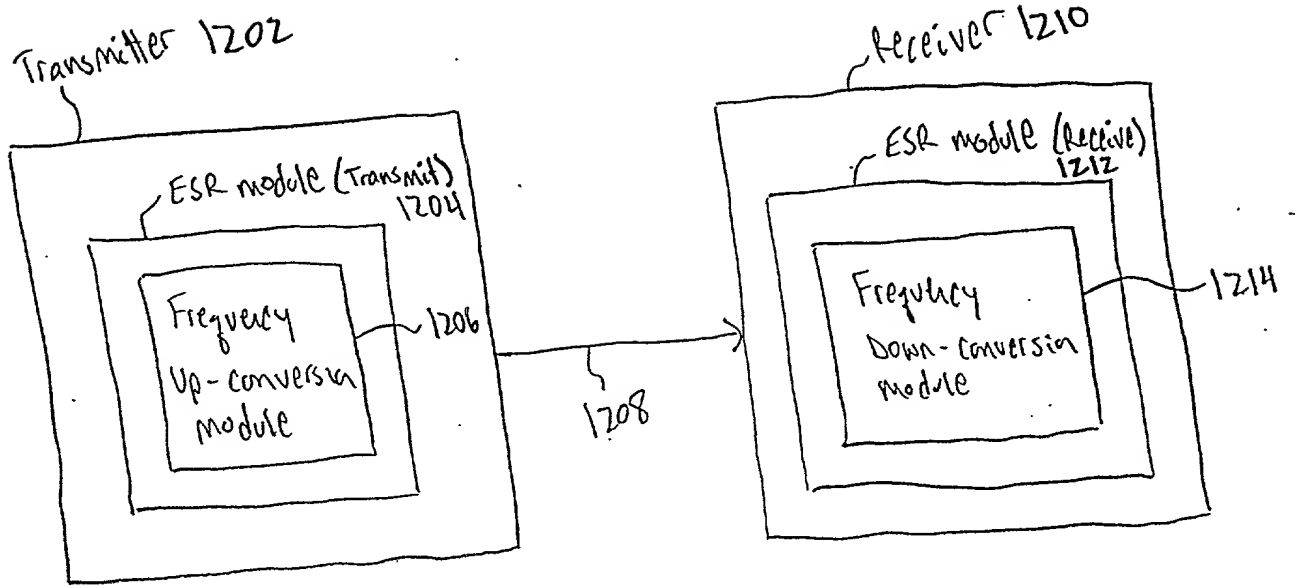 Transmitter 1202
ESR module (Transmit)
1204
Frequency
Up-conversion
module
1206
1208
Receiver 1210
ESR module (Receive)
1212
Frequency
Down-conversion
module
1214